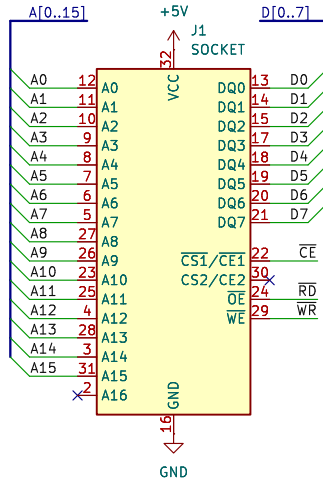 A[0..15] +5V D[0..7]
J1
SOCKET
32
VCC
A0 12 A0 DQ0 13 D0
A1 11 A1 DQ1 14 D1
A2 10 A2 DQ2 15 D2
A3 9 A3 DQ3 17 D3
A4 8 A4 DQ4 18 D4
A5 7 A5 DQ5 19 D5
A6 6 A6 DQ6 20 D6
A7 5 A7 DQ7 21 D7
A8 27 A8
A9 26 A9 CS1/CE1 22 CE
A10 23 A10 CS2/CE2 30
A11 25 A11 OE 24 RD
A12 4 A12 WE 29 WR
A13 28 A13
A14 3 A14
A15 31 A15
2 A16
GND
16
GND